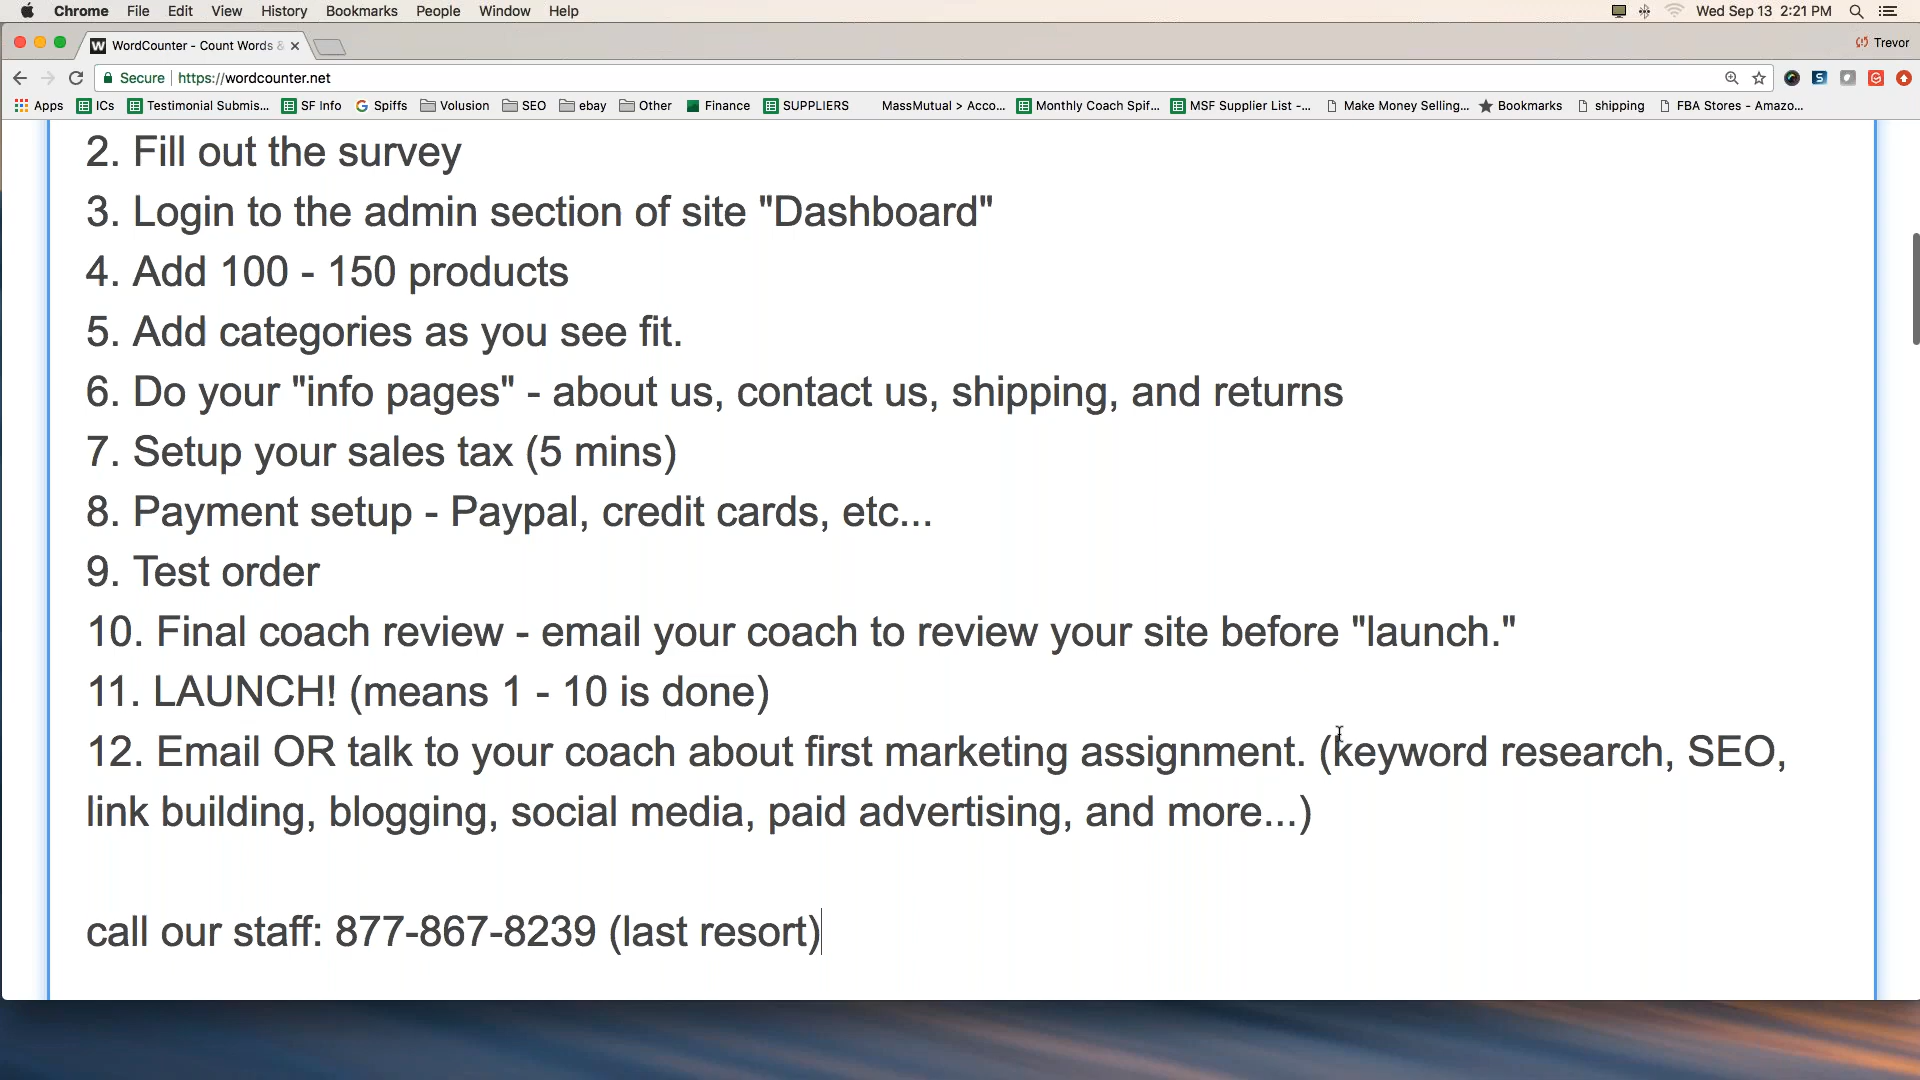 Chrome File Edit View History Bookmarks People Window Help Wed Sep 13 2:21 PM
W WordCounter - Count Words & Trevor
Secure https://wordcounter.net
Apps ICs Testimonial Submis... SF Info Spiffs Volusion SEO ebay Other Finance SUPPLIERS MassMutual > Acco... Monthly Coach Spif... MSF Supplier List -... Make Money Selling... Bookmarks shipping FBA Stores - Amazo...
2. Fill out the survey
3. Login to the admin section of site "Dashboard"
4. Add 100 - 150 products
5. Add categories as you see fit.
6. Do your "info pages" - about us, contact us, shipping, and returns
7. Setup your sales tax (5 mins)
8. Payment setup - Paypal, credit cards, etc...
9. Test order
10. Final coach review - email your coach to review your site before "launch."
11. LAUNCH! (means 1 - 10 is done)
12. Email OR talk to your coach about first marketing assignment. (keyword research, SEO,
link building, blogging, social media, paid advertising, and more...)
call our staff: 877-867-8239 (last resort)